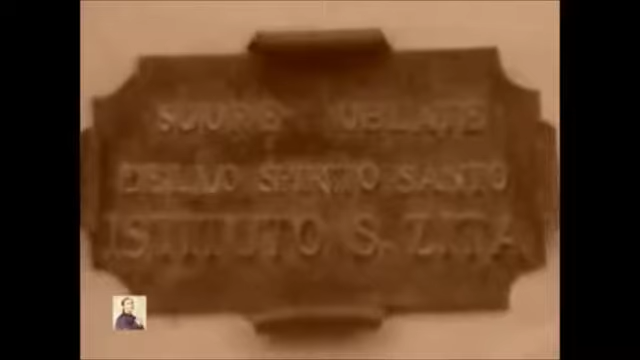 SUORE OBLATE
DELLO SPIRITO SANTO
ISTITUTO S. ZITA